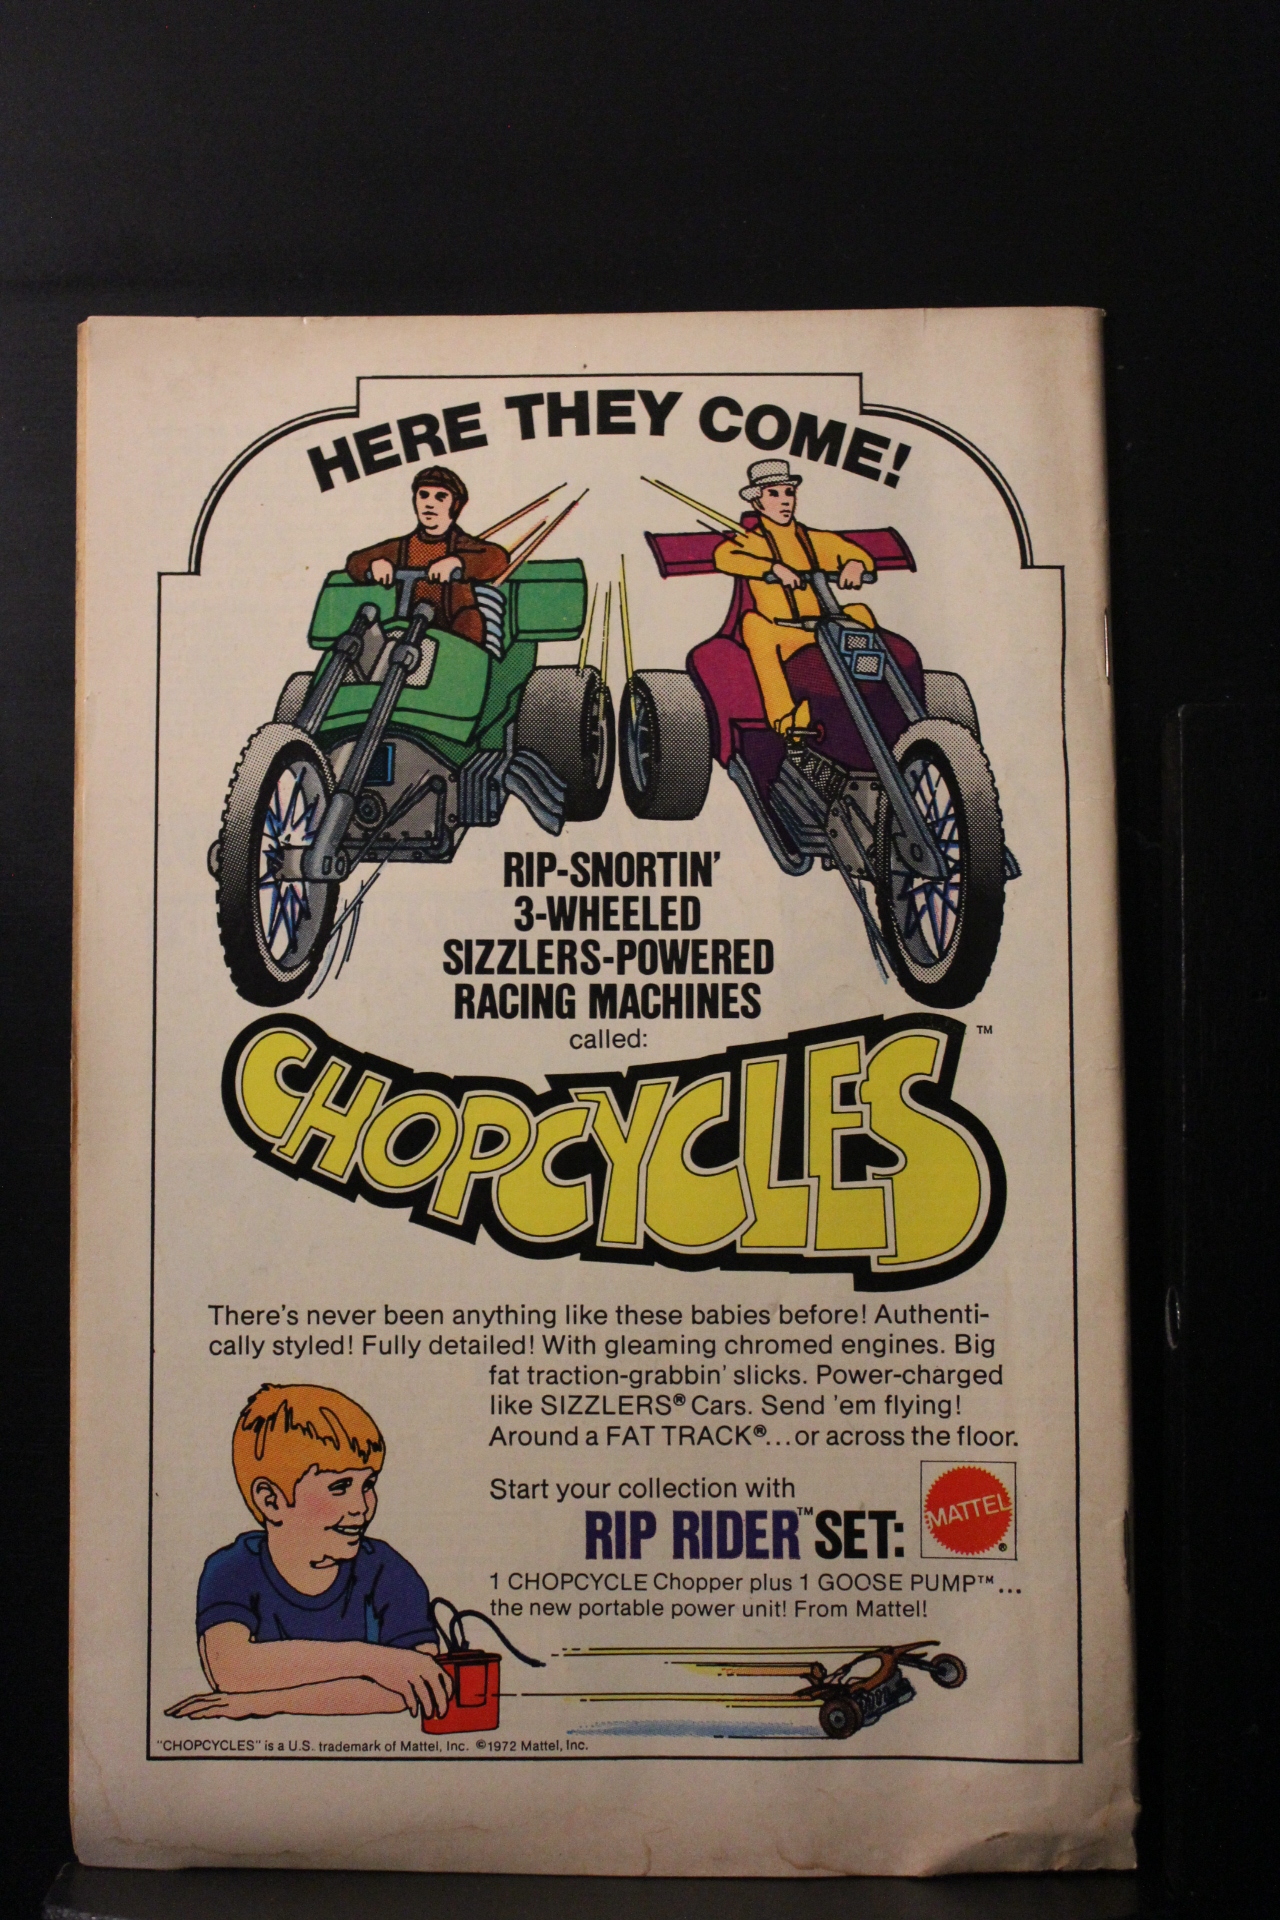 HERE THEY COME!
RIP-SNORTIN'
3-WHEELED
SIZZLERS-POWERED
RACING MACHINES
called:
CHOPCYCLES™
There's never been anything like these babies before! Authenti-
cally styled! Fully detailed! With gleaming chromed engines. Big
fat traction-grabbin' slicks. Power-charged
like SIZZLERS® Cars. Send 'em flying!
Around a FAT TRACK®...or across the floor.
Start your collection with
RIP RIDER™ SET:
MATTEL®
1 CHOPCYCLE Chopper plus 1 GOOSE PUMP™...
the new portable power unit! From Mattel!
"CHOPCYCLES" is a U.S. trademark of Mattel, Inc. ©1972 Mattel, Inc.